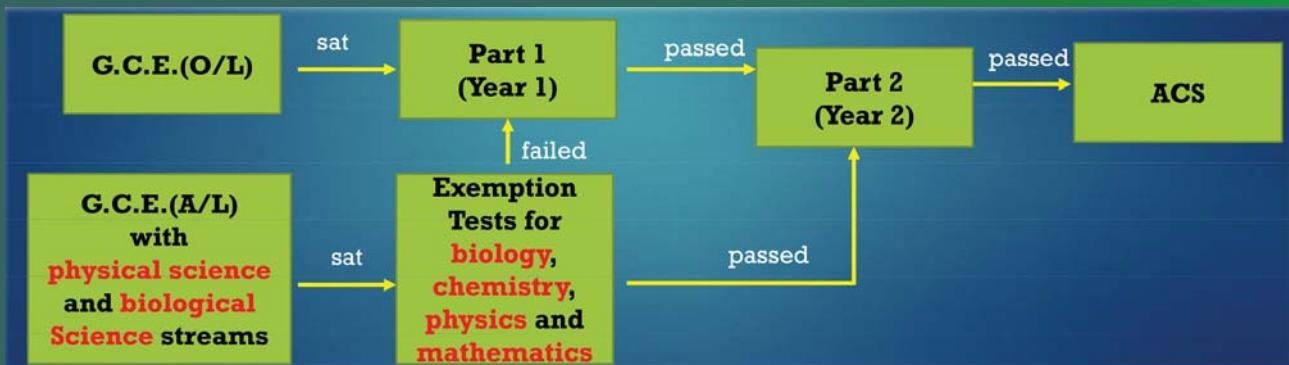 G.C.E.(O/L)
sat
Part 1
(Year 1)
passed
Part 2
(Year 2)
passed
ACS
failed
G.C.E.(A/L)
with
physical science
and biological
Science streams
sat
Exemption
Tests for
biology,
chemistry,
physics and
mathematics
passed